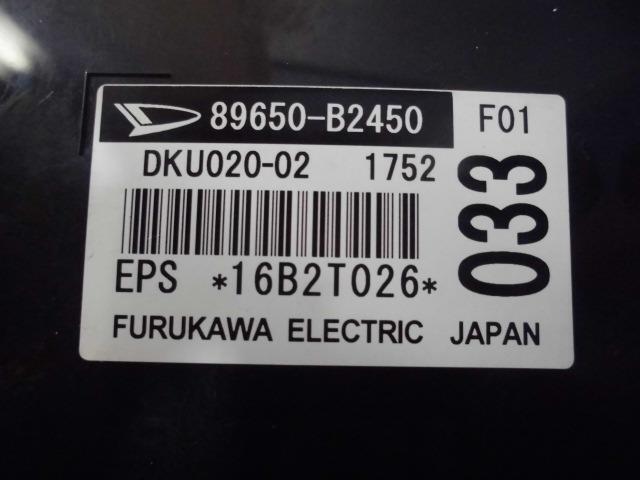 89650-B2450 F01
DKU020-02 1752
033
EPS *16B2T026*
FURUKAWA ELECTRIC JAPAN